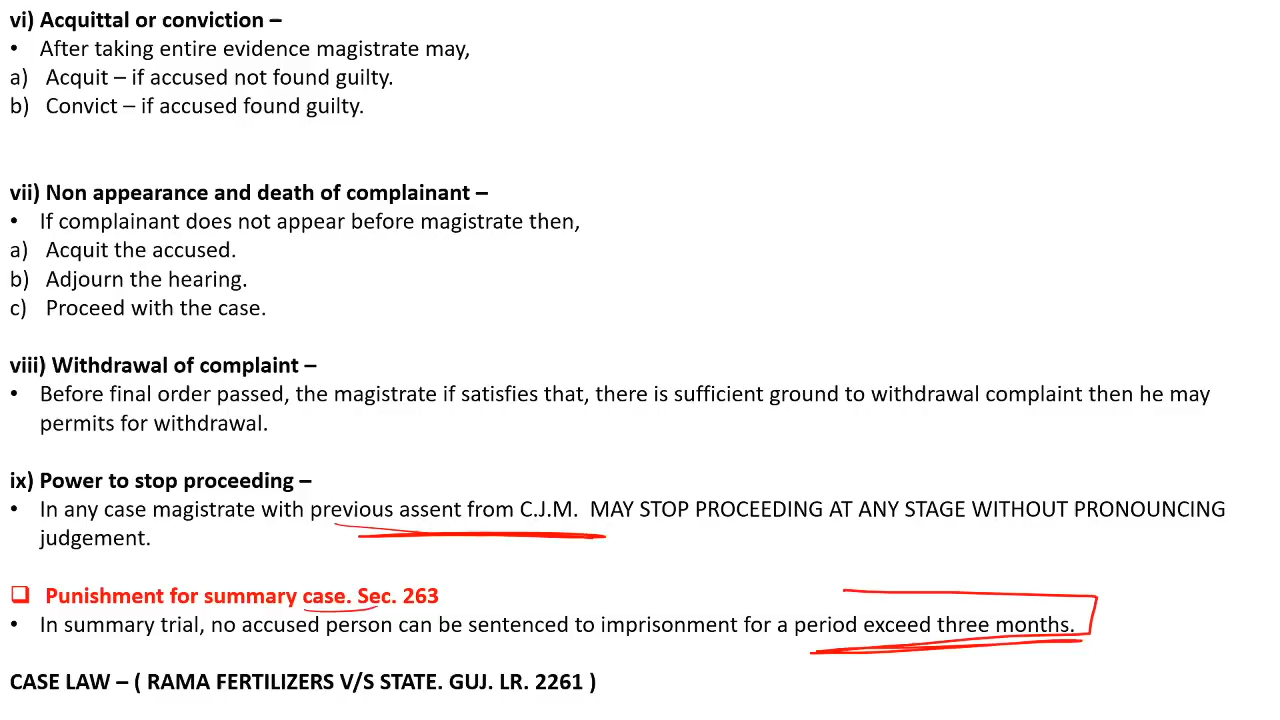 vi) Acquittal or conviction –
• After taking entire evidence magistrate may,
a) Acquit – if accused not found guilty.
b) Convict – if accused found guilty.
vii) Non appearance and death of complainant –
• If complainant does not appear before magistrate then,
a) Acquit the accused.
b) Adjourn the hearing.
c) Proceed with the case.
viii) Withdrawal of complaint –
• Before final order passed, the magistrate if satisfies that, there is sufficient ground to withdrawal complaint then he may
permits for withdrawal.
ix) Power to stop proceeding –
• In any case magistrate with previous assent from C.J.M. MAY STOP PROCEEDING AT ANY STAGE WITHOUT PRONOUNCING
judgement.
❑ Punishment for summary case. Sec. 263
• In summary trial, no accused person can be sentenced to imprisonment for a period exceed three months.
CASE LAW – ( RAMA FERTILIZERS V/S STATE. GUJ. LR. 2261 )